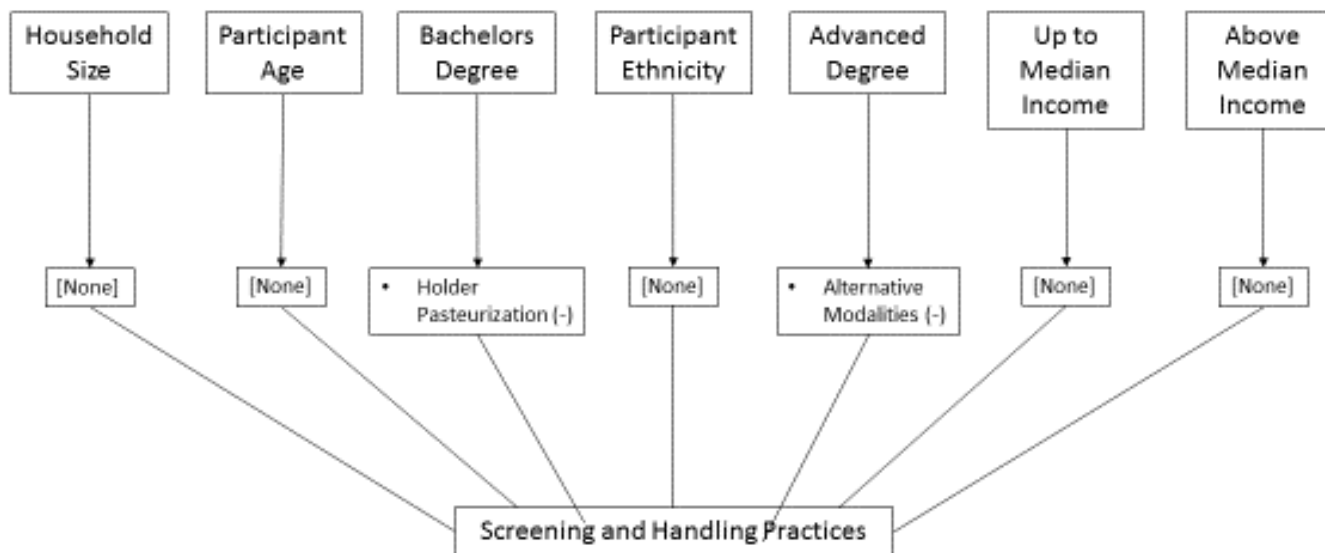 Household
Size
Participant
Age
Bachelors
Degree
Participant
Ethnicity
Advanced
Degree
Up to
Median
Income
Above
Median
Income
[None]
[None]
• Holder
Pasteurization (-)
[None]
• Alternative
Modalities (-)
[None]
[None]
Screening and Handling Practices